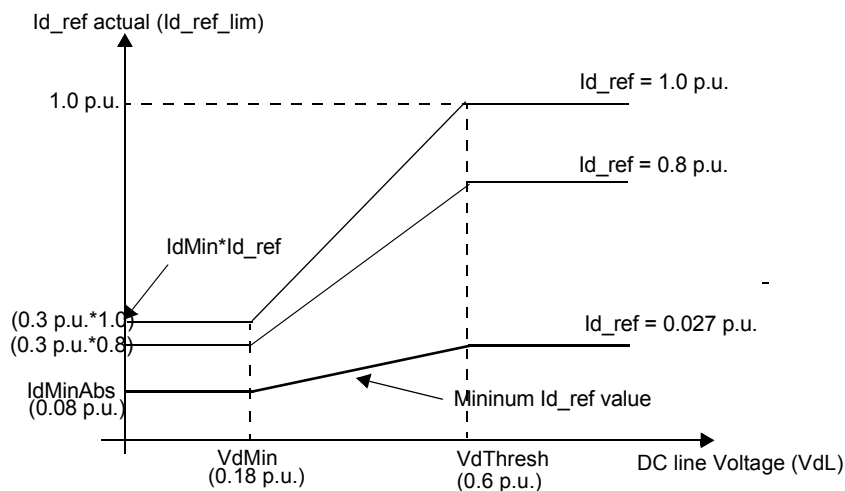 Id_ref actual (Id_ref_lim)
1.0 p.u.
Id_ref = 1.0 p.u.
Id_ref = 0.8 p.u.
IdMin*Id_ref
(0.3 p.u.*1.0)
(0.3 p.u.*0.8)
Id_ref = 0.027 p.u.
IdMinAbs
(0.08 p.u.)
Mininum Id_ref value
VdMin
(0.18 p.u.)
VdThresh
(0.6 p.u.)
DC line Voltage (VdL)